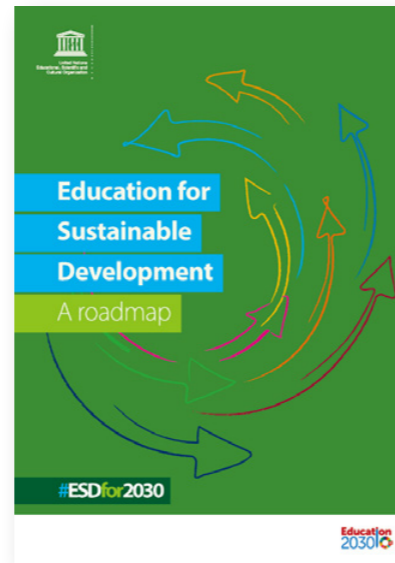 United Nations
Educational, Scientific and
Cultural Organization
Education for
Sustainable
Development
A roadmap
#ESDfor2030
Education
2030